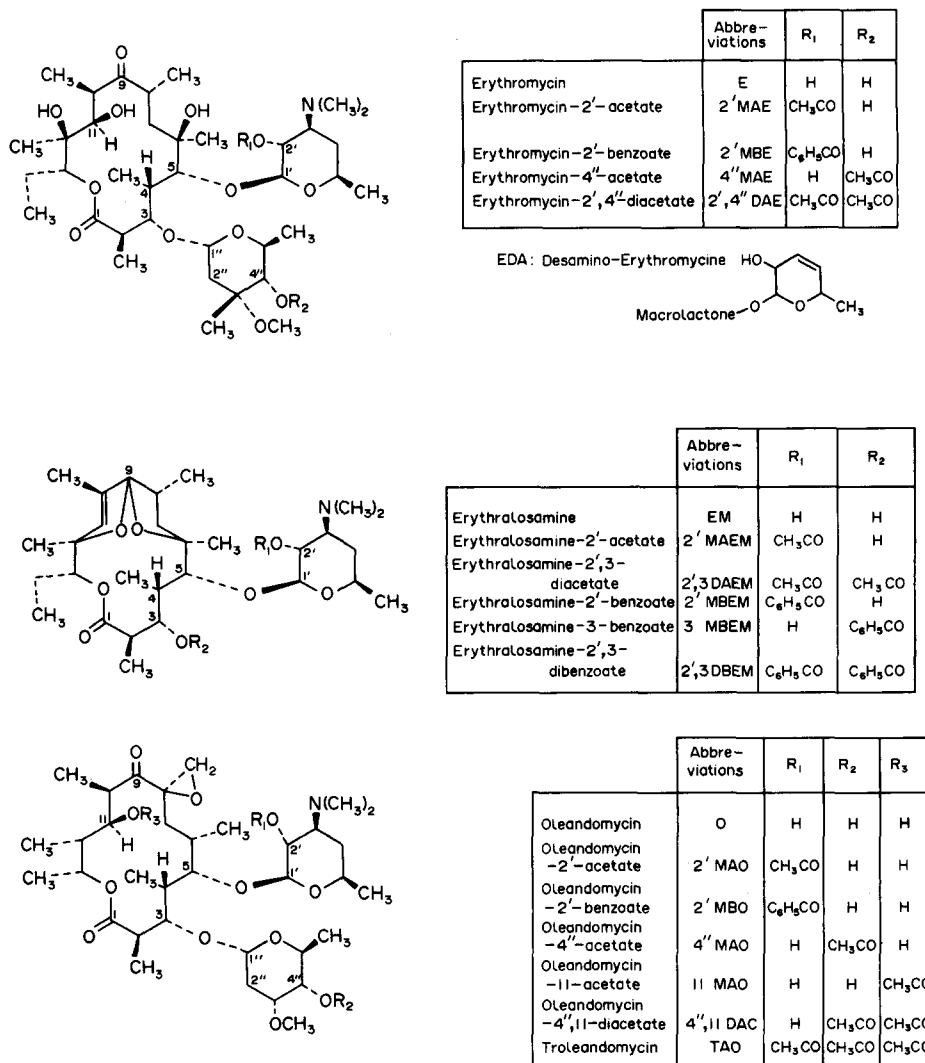 Abbre-
viations R₁ R₂
Erythromycin E H H
Erythromycin-2'-acetate 2'MAE CH₃CO H
Erythromycin-2'-benzoate 2'MBE C₆H₅CO H
Erythromycin-4''-acetate 4''MAE H CH₃CO
Erythromycin-2',4''-diacetate 2',4'' DAE CH₃CO CH₃CO
O
9
CH₃ CH₃
N(CH₃)₂
HO OH OH R₁O
11 2'
CH₃ H H CH₃
5
CH₃ 4 O 1' O CH₃
O
CH₃ 1 3
O O O CH₃
CH₃ 1'' 4''
2'' OR₂
CH₃ OCH₃
EDA: Desamino-Erythromycine HO
O O CH₃
Macrolactone
Abbre-
viations R₁ R₂
Erythralosamine EM H H
Erythralosamine-2'-acetate 2' MAEM CH₃CO H
Erythralosamine-2',3-
diacetate 2',3 DAEM CH₃CO CH₃CO
Erythralosamine-2'-benzoate 2' MBEM C₆H₅CO H
Erythralosamine-3-benzoate 3 MBEM H C₆H₅CO
Erythralosamine-2',3-
dibenzoate 2',3 DBEM C₆H₅CO C₆H₅CO
9
CH₃ CH₃
N(CH₃)₂
O O R₁O
CH₃ H CH₃ 2'
5
CH₃ 4 O 1' O CH₃
CH₃ O 3
O OR₂
CH₃
Abbre-
viations R₁ R₂ R₃
Oleandomycin O H H H
Oleandomycin
-2'-acetate 2' MAO CH₃CO H H
Oleandomycin
-2'-benzoate 2' MBO C₆H₅CO H H
Oleandomycin
-4''-acetate 4'' MAO H CH₃CO H
Oleandomycin
-11-acetate 11 MAO H H CH₃CO
Oleandomycin
-4'',11-diacetate 4'',11 DAC H CH₃CO CH₃CO
Troleandomycin TAO CH₃CO CH₃CO CH₃CO
O CH₂
9
CH₃ O
N(CH₃)₂
11 OR₃ R₁O
CH₃ H H CH₃ 2'
5
CH₃ CH₃ O 1' O CH₃
O
1 3
O O O CH₃
CH₃ 1'' 4''
2'' OR₂
CH₃O